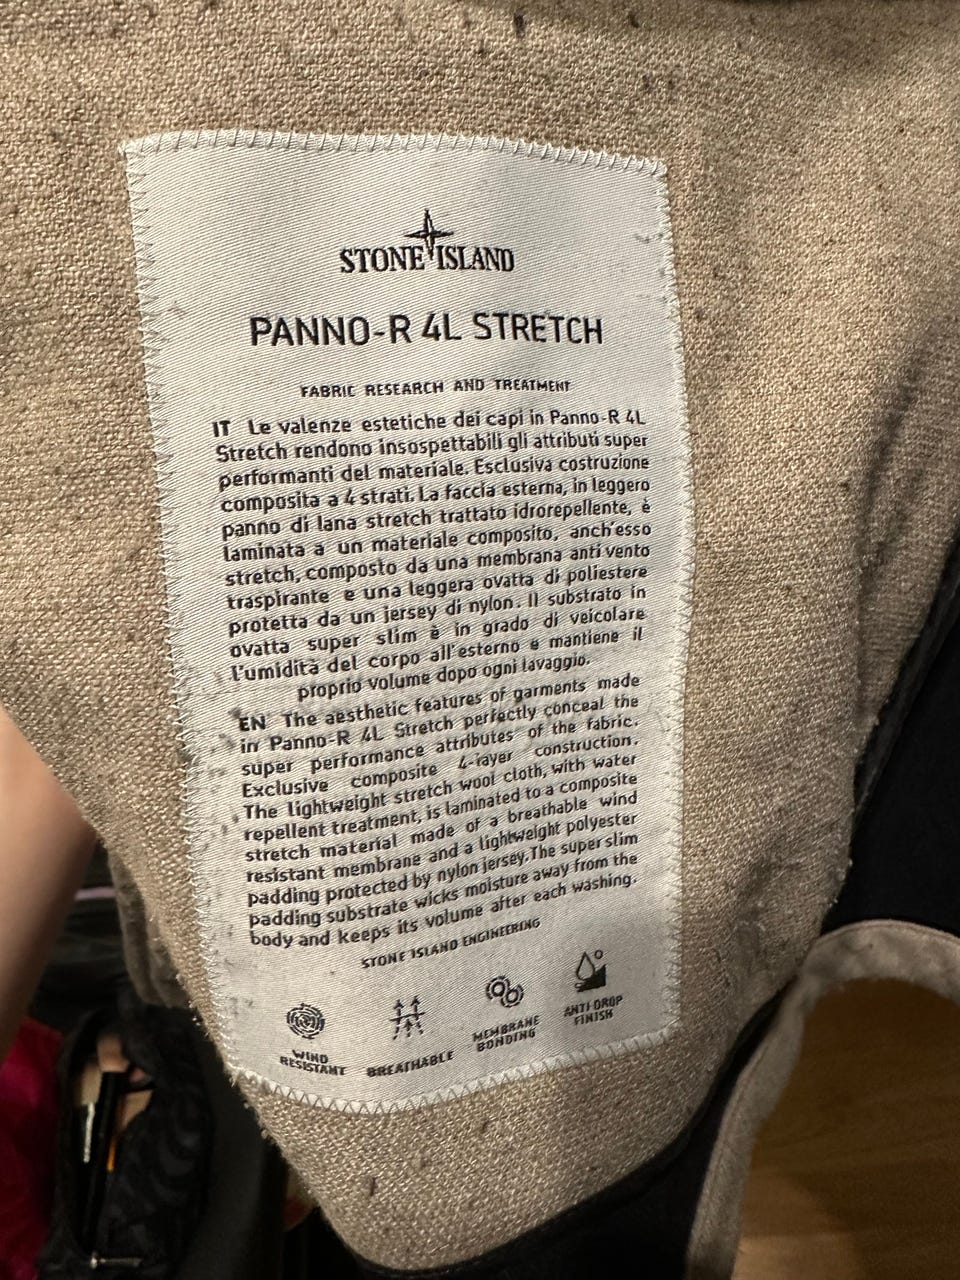 STONE ISLAND
PANNO-R 4L STRETCH
FABRIC RESEARCH AND TREATMENT
IT Le valenze estetiche dei capi in Panno-R 4L
Stretch rendono insospettabili gli attributi super
performanti del materiale. Esclusiva costruzione
composita a 4 strati. La faccia esterna, in leggero
panno di lana stretch trattato idrorepellente, è
laminata a un materiale composito, anch'esso
stretch, composto da una membrana anti vento
traspirante e una leggera ovatta di poliestere
protetta da un jersey di nylon. Il substrato in
ovatta super slim è in grado di veicolare
l'umidità del corpo all'esterno e mantiene il
proprio volume dopo ogni lavaggio.
EN The aesthetic features of garments made
in Panno-R 4L Stretch perfectly conceal the
super performance attributes of the fabric.
Exclusive composite 4-layer construction.
The lightweight stretch wool cloth, with water
repellent treatment, is laminated to a composite
stretch material made of a breathable wind
resistant membrane and a lightweight polyester
padding protected by nylon jersey. The super slim
padding substrate wicks moisture away from the
body and keeps its volume after each washing.
STONE ISLAND ENGINEERING
WIND
RESISTANT
BREATHABLE
MEMBRANE
BONDING
ANTI DROP
FINISH